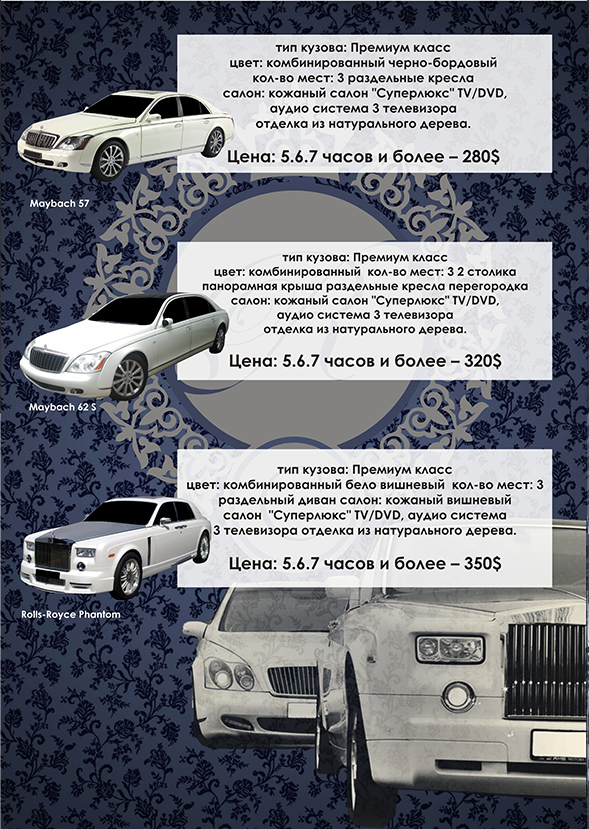 тип кузова: Премиум класс
цвет: комбинированный черно-бордовый
кол-во мест: 3 раздельные кресла
салон: кожаный салон "Суперлюкс" TV/DVD,
аудио система 3 телевизора
отделка из натурального дерева.
Цена: 5.6.7 часов и более – 280$
Maybach 57
тип кузова: Премиум класс
цвет: комбинированный кол-во мест: 3 2 столика
панорамная крыша раздельные кресла перегородка
салон: кожаный салон "Суперлюкс" TV/DVD,
аудио система 3 телевизора
отделка из натурального дерева.
Цена: 5.6.7 часов и более – 320$
Maybach 62 S
тип кузова: Премиум класс
цвет: комбинированный бело вишневый кол-во мест: 3
раздельный диван салон: кожаный вишневый
салон "Суперлюкс" TV/DVD, аудио система
3 телевизора отделка из натурального дерева.
Цена: 5.6.7 часов и более – 350$
Rolls-Royce Phantom